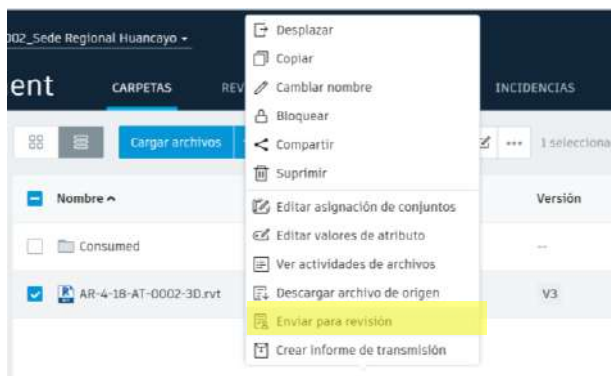 002_Sede Regional Huancayo
ent
CARPETAS
REV
INCIDENCIAS
Cargar archivos
1 selecciona
Nombre
Versión
Consumed
--
AR-4-1B-AT-0002-3D.rvt
V3
Desplazar
Copiar
Cambiar nombre
Bloquear
Compartir
Suprimir
Editar asignación de conjuntos
Editar valores de atributo
Ver actividades de archivos
Descargar archivo de origen
Enviar para revisión
Crear informe de transmisión